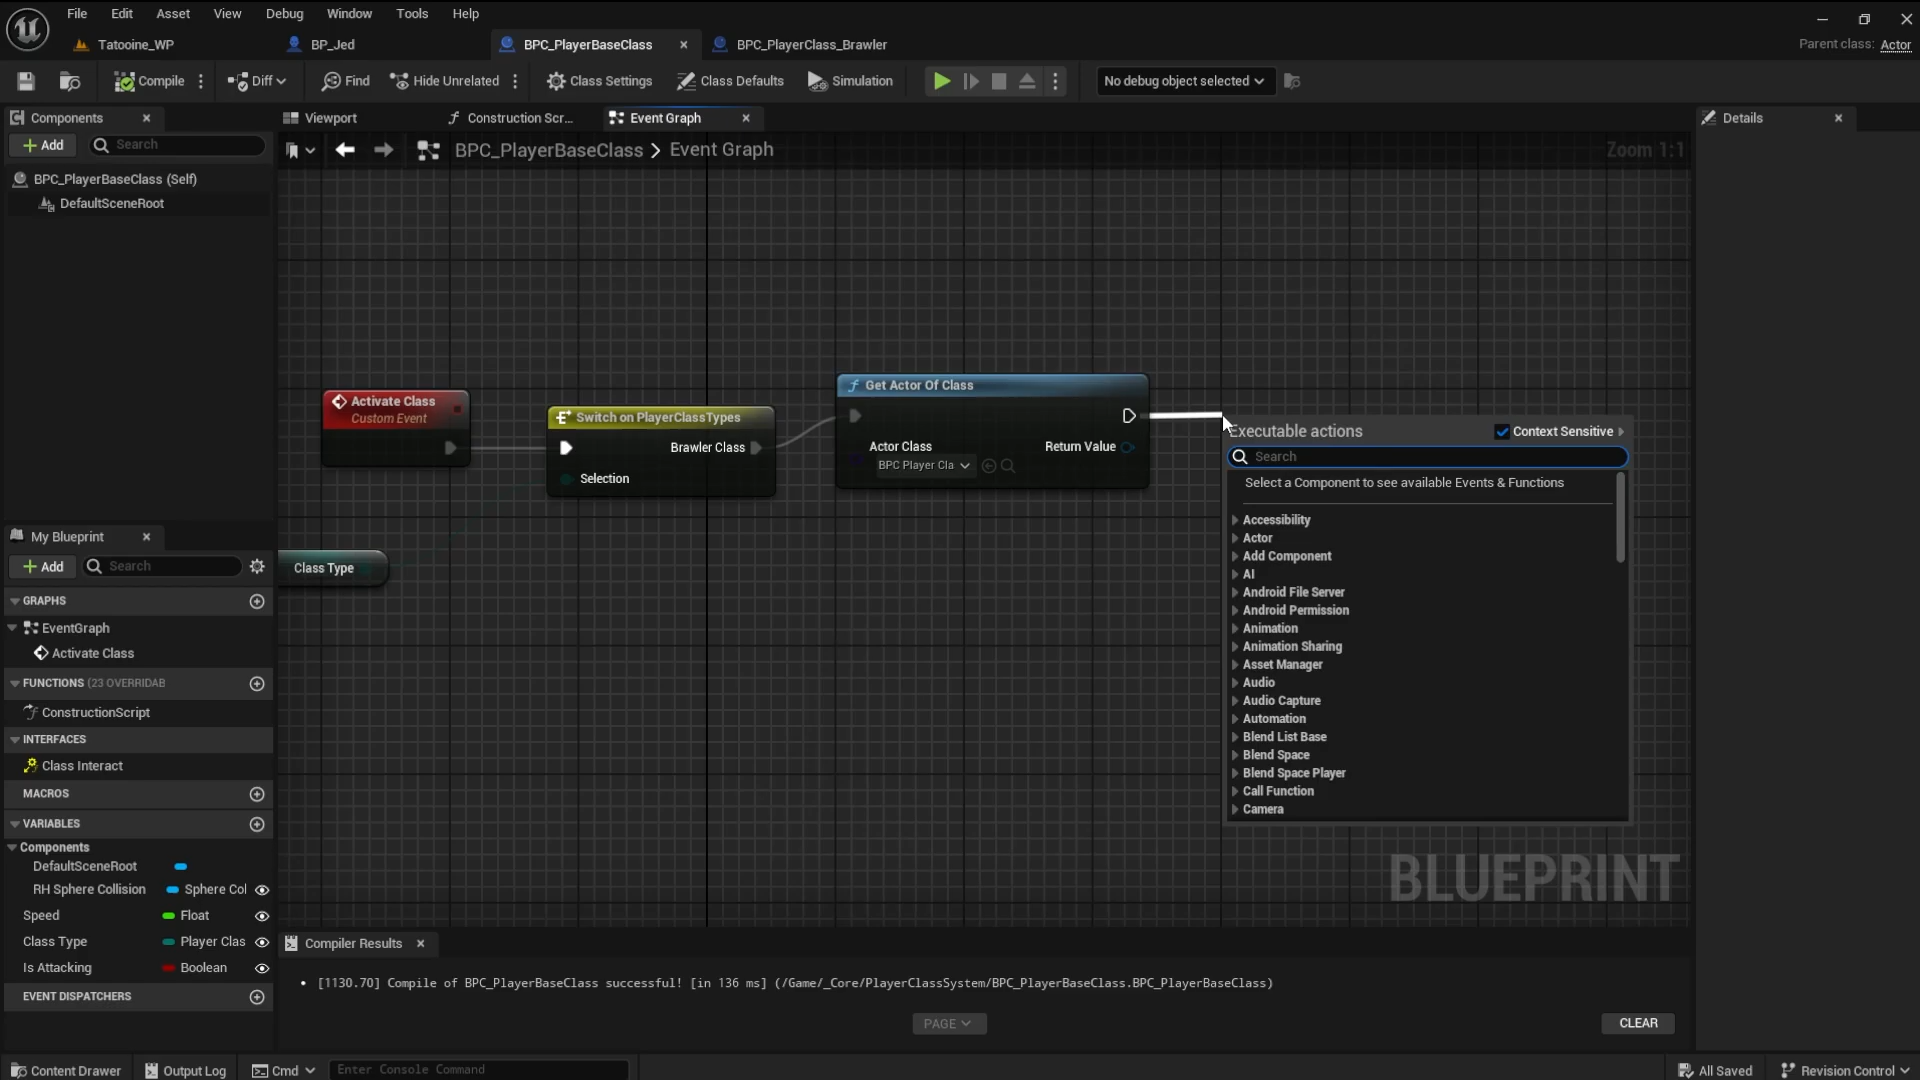 File Edit Asset View Debug Window Tools Help
Tatooine_WP BP_Jed BPC_PlayerBaseClass BPC_PlayerClass_Brawler Parent class: Actor
Compile Diff Find Hide Unrelated Class Settings Class Defaults Simulation No debug object selected
Components Viewport Construction Scr... Event Graph Details
Add Search BPC_PlayerBaseClass > Event Graph Zoom 1:1
BPC_PlayerBaseClass (Self)
DefaultSceneRoot
Get Actor Of Class
Activate Class
Custom Event
Switch on PlayerClassTypes
Brawler Class
Selection
Actor Class Return Value
BPC Player Cla
Class Type
Executable actions Context Sensitive
Search
Select a Component to see available Events & Functions
Accessibility
Actor
Add Component
AI
Android File Server
Android Permission
Animation
Animation Sharing
Asset Manager
Audio
Audio Capture
Automation
Blend List Base
Blend Space
Blend Space Player
Call Function
Camera
My Blueprint
Add Search
GRAPHS
EventGraph
Activate Class
FUNCTIONS (23 OVERRIDAB
ConstructionScript
INTERFACES
Class Interact
MACROS
VARIABLES
Components
DefaultSceneRoot
RH Sphere Collision Sphere Col
Speed Float
Class Type Player Clas
Is Attacking Boolean
EVENT DISPATCHERS
BLUEPRINT
Compiler Results
[1130.70] Compile of BPC_PlayerBaseClass successful! [in 136 ms] (/Game/_Core/PlayerClassSystem/BPC_PlayerBaseClass.BPC_PlayerBaseClass)
PAGE CLEAR
Content Drawer Output Log Cmd Enter Console Command All Saved Revision Control